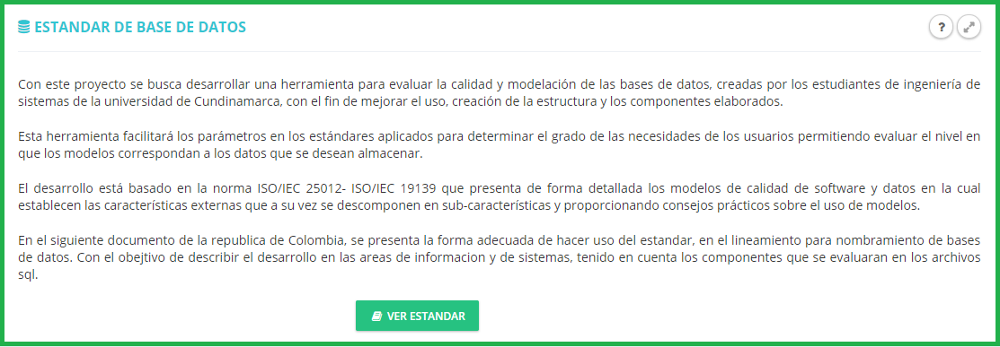 ESTANDAR DE BASE DE DATOS
?
Con este proyecto se busca desarrollar una herramienta para evaluar la calidad y modelación de las bases de datos, creadas por los estudiantes de ingeniería de
sistemas de la universidad de Cundinamarca, con el fin de mejorar el uso, creación de la estructura y los componentes elaborados.
Esta herramienta facilitará los parámetros en los estándares aplicados para determinar el grado de las necesidades de los usuarios permitiendo evaluar el nivel en
que los modelos correspondan a los datos que se desean almacenar.
El desarrollo está basado en la norma ISO/IEC 25012- ISO/IEC 19139 que presenta de forma detallada los modelos de calidad de software y datos en la cual
establecen las características externas que a su vez se descomponen en sub-características y proporcionando consejos prácticos sobre el uso de modelos.
En el siguiente documento de la republica de Colombia, se presenta la forma adecuada de hacer uso del estandar, en el lineamiento para nombramiento de bases
de datos. Con el obejtivo de describir el desarrollo en las areas de informacion y de sistemas, tenido en cuenta los componentes que se evaluaran en los archivos
sql.
VER ESTANDAR